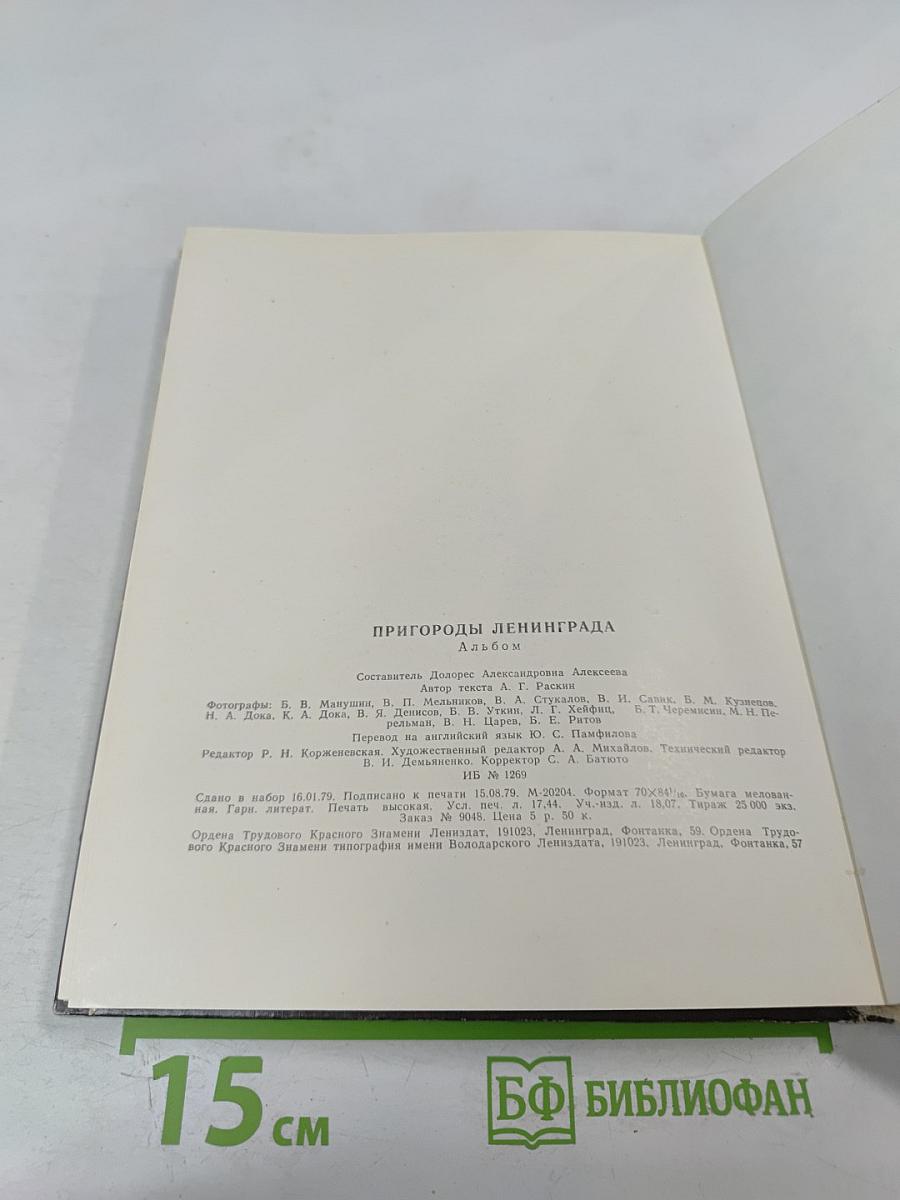 ПРИГОРОДЫ ЛЕНИНГРАДА
Альбом
Составитель Долорес Александровна Алексеева
Автор текста А. Г. Раскин
Фотографы: Б. В. Манушин, В. П. Мельников, В. А. Стукалов, В. И. Савик, Б. М. Кузнецов,
Н. А. Дока, К. А. Дока, В. Я. Денисов, Б. В. Уткин, Л. Г. Хейфиц, Б. Т. Черемисин, М. Н. Пе-
рельман, В. Н. Царев, Б. Е. Ритов
Перевод на английский язык Ю. С. Памфилова
Редактор Р. Н. Корженевская. Художественный редактор А. А. Михайлов. Технический редактор
В. И. Демьяненко. Корректор С. А. Батюто
ИБ № 1269
Сдано в набор 16.01.79. Подписано к печати 15.08.79. М-20204. Формат 70×84¹/₁₆. Бумага мелован-
ная. Гарн. литерат. Печать высокая. Усл. печ. л. 17,44. Уч.-изд. л. 18,07. Тираж 25 000 экз.
Заказ № 9048. Цена 5 р. 50 к.
Ордена Трудового Красного Знамени Лениздат, 191023, Ленинград, Фонтанка, 59. Ордена Трудо-
вого Красного Знамени типография имени Володарского Лениздата, 191023, Ленинград, Фонтанка, 57
15 см
БФ БИБЛИОФАН